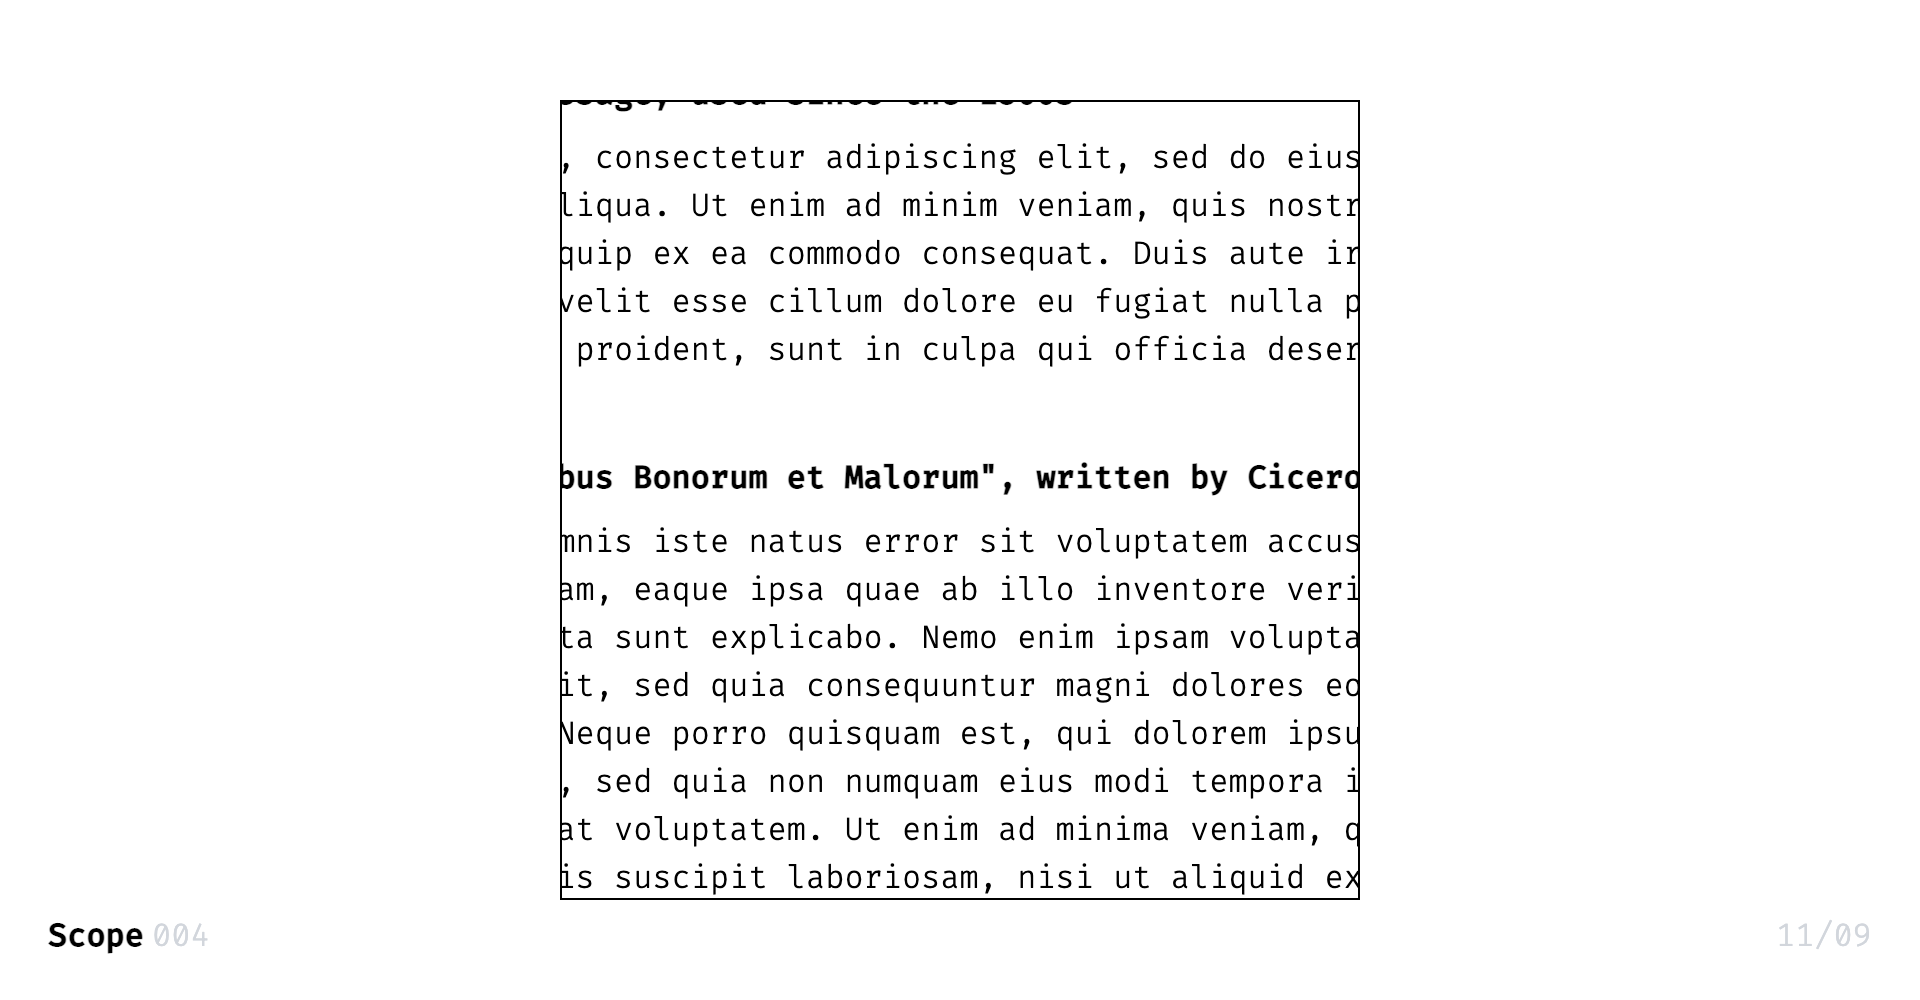 , consectetur adipiscing elit, sed do eius
liqua. Ut enim ad minim veniam, quis nostr
quip ex ea commodo consequat. Duis aute ir
velit esse cillum dolore eu fugiat nulla p
proident, sunt in culpa qui officia deser
bus Bonorum et Malorum", written by Cicero
mnis iste natus error sit voluptatem accus
am, eaque ipsa quae ab illo inventore veri
ta sunt explicabo. Nemo enim ipsam volupta
it, sed quia consequuntur magni dolores eo
Neque porro quisquam est, qui dolorem ipsu
, sed quia non numquam eius modi tempora i
at voluptatem. Ut enim ad minima veniam, q
is suscipit laboriosam, nisi ut aliquid ex
Scope 004
11/09